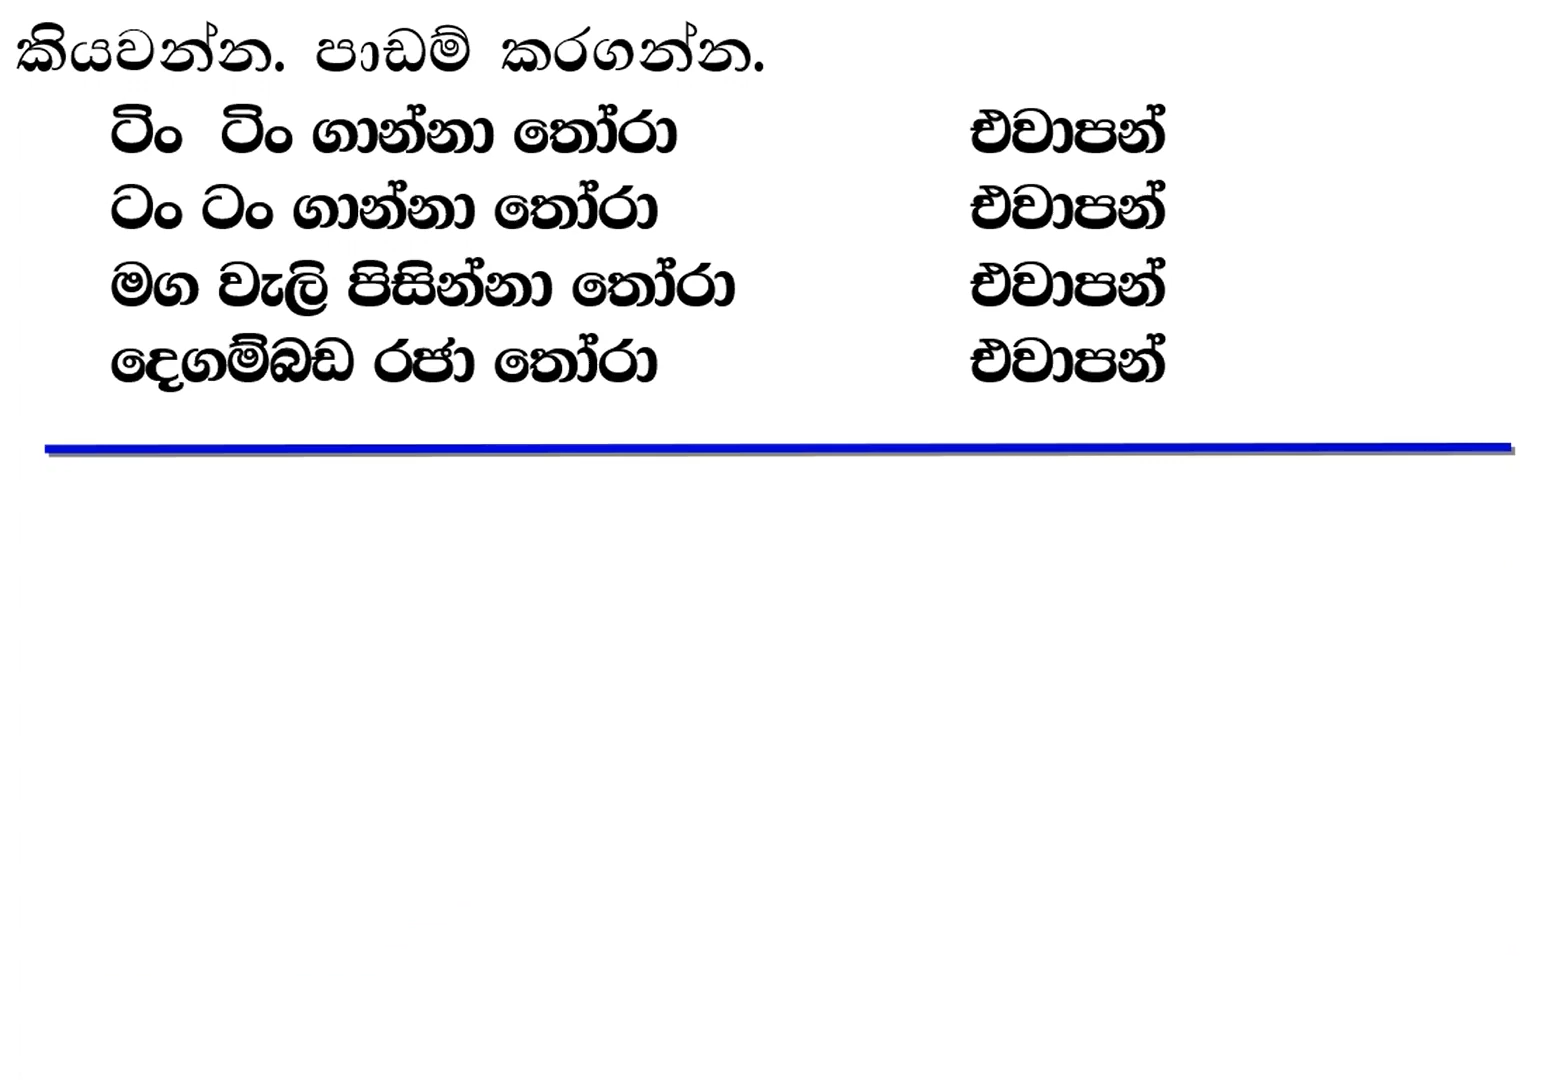 කියවන්න. පාඩම් කරගන්න.
ටිං ටිං ගාන්නා තෝරා එවාපන්
ටං ටං ගාන්නා තෝරා එවාපන්
මග වැලි පිසින්නා තෝරා එවාපන්
දෙගම්බඩ රජා තෝරා එවාපන්